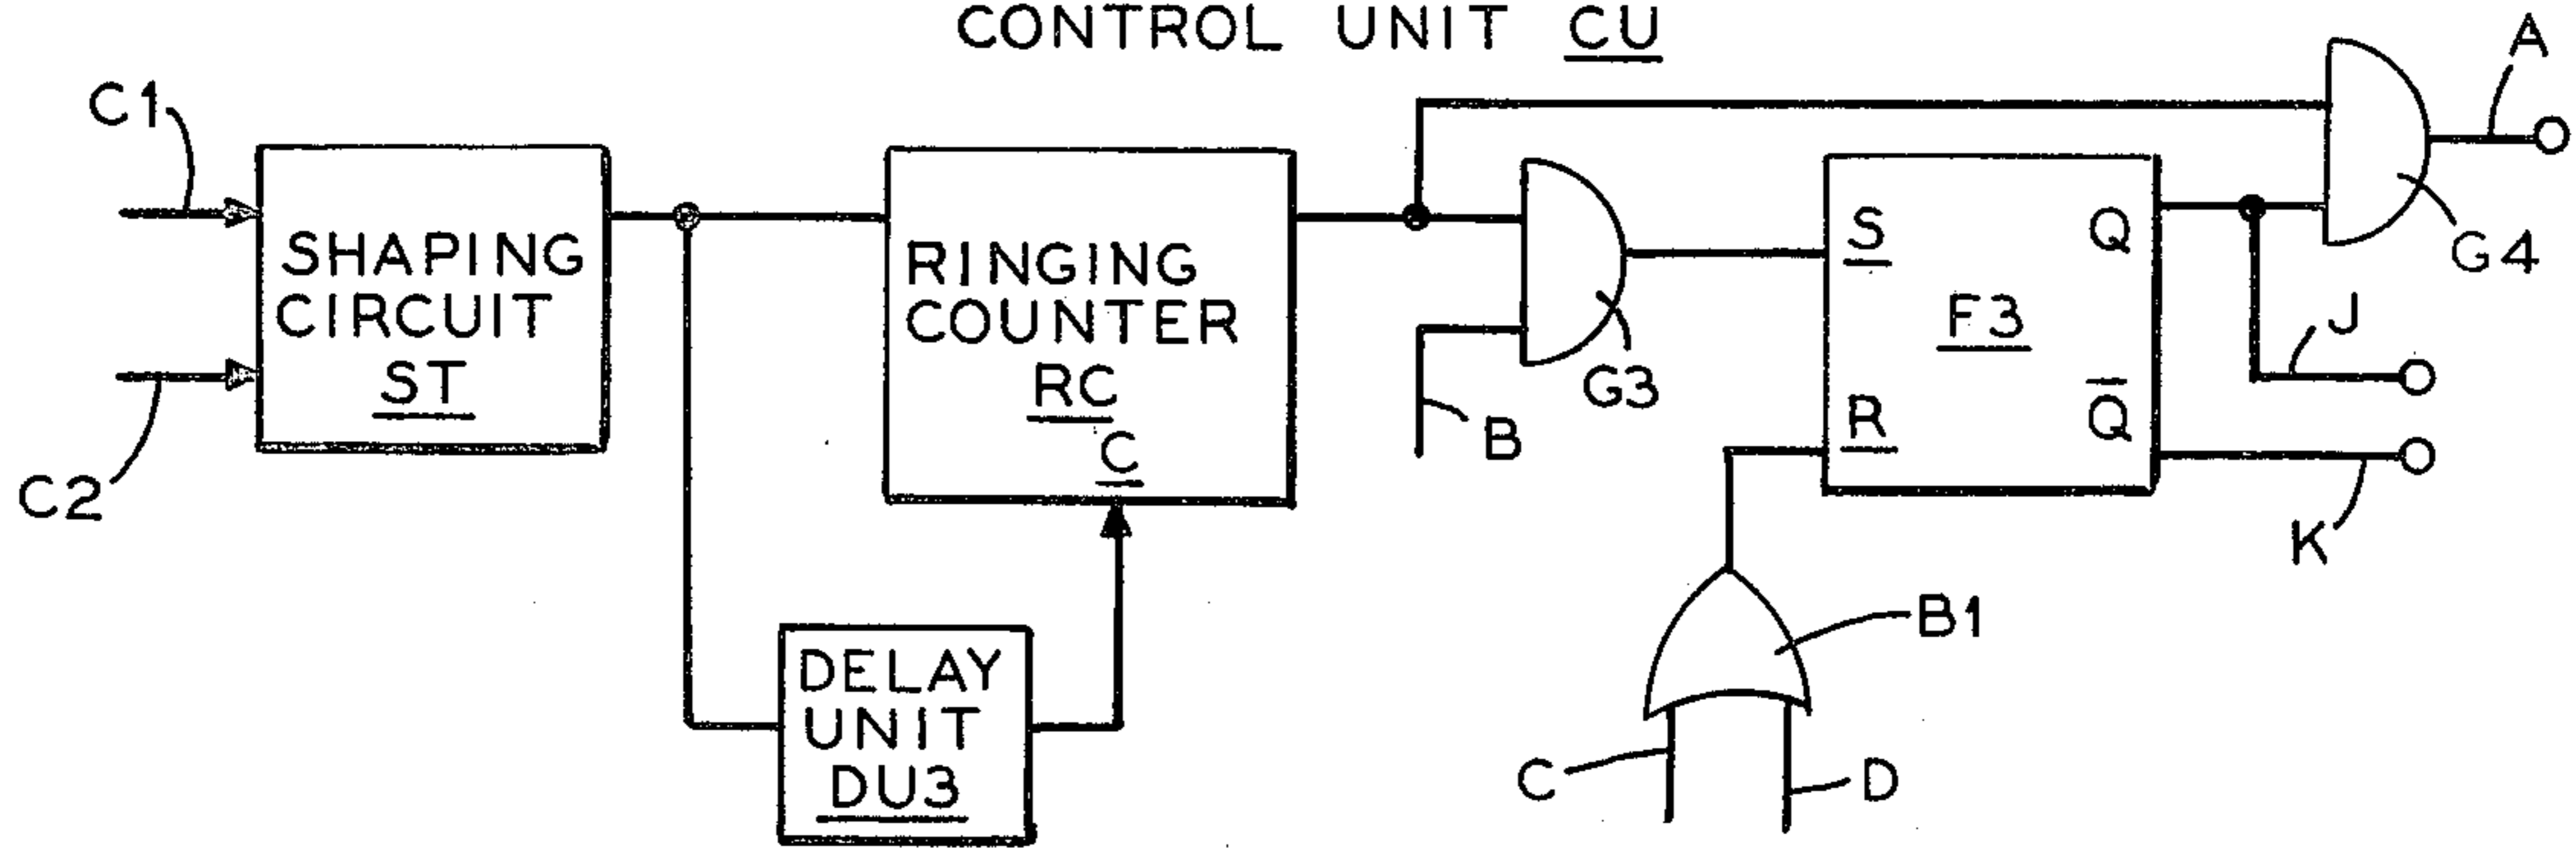 CONTROL UNIT CU
C1
C2
SHAPING
CIRCUIT
ST
RINGING
COUNTER
RC
C
DELAY
UNIT
DU3
B
G3
S
R
F3
Q
Q̅
B1
C
D
A
G4
J
K